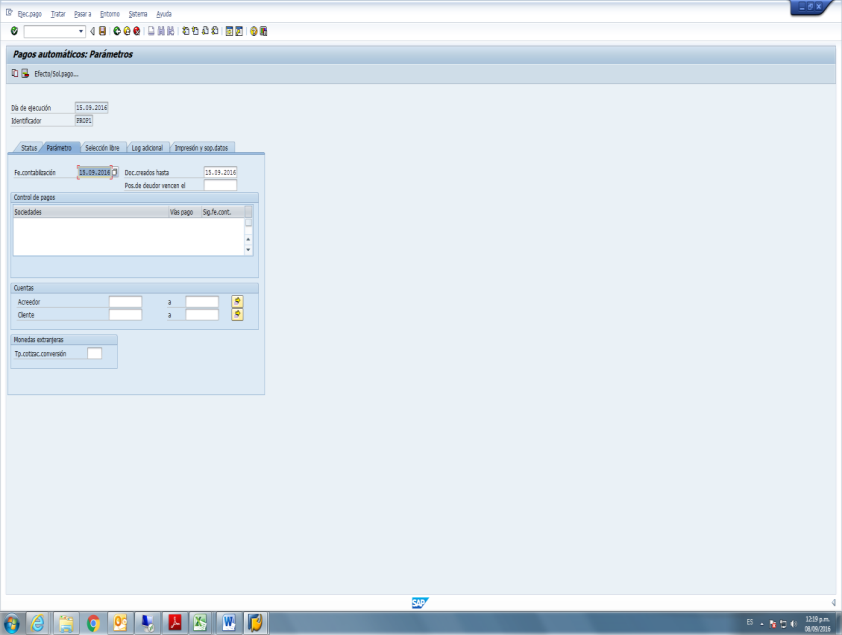 Ejec.pago Tratar Pasar a Entorno Sistema Ayuda
Pagos automáticos: Parámetros
Efecto/Sol.pago...
Día de ejecución 15.09.2016
Identificador PROP1
Status Parámetro Selección libre Log adicional Impresión y sop.datos
Fe.contabilización 15.09.2016 Doc.creados hasta 15.09.2016
Pos.de deudor vencen el
Control de pagos
Sociedades Vías pago Sig.fe.cont.
Cuentas
Acreedor a
Cliente a
Monedas extranjeras
Tp.cotizac.conversión
SAP
ES 12:19 p.m.
08/09/2016